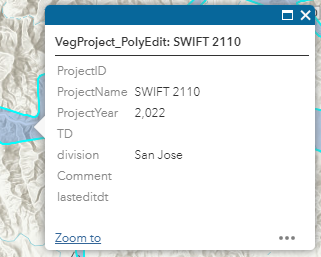 VegProject_PolyEdit: SWIFT 2110
ProjectID
ProjectName SWIFT 2110
ProjectYear 2,022
TD
division San Jose
Comment
lasteditdt
Zoom to